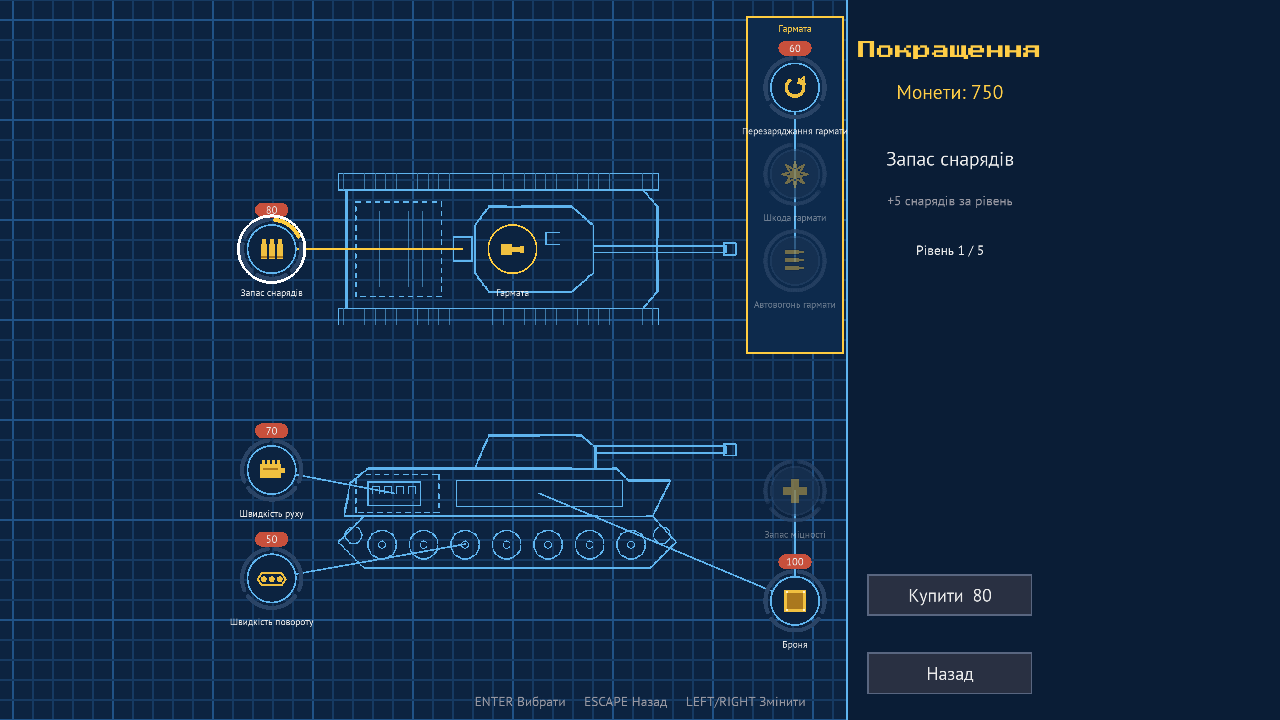 Гармата
60
Перезаряджання гармати
Шкода гармати
Автовогонь гармати
80
Запас снарядів
Гармата
70
Швидкість руху
50
Швидкість повороту
Запас міцності
100
Броня
ENTER Вибрати ESCAPE Назад LEFT/RIGHT Змінити
Покращення
Монети: 750
Запас снарядів
+5 снарядів за рівень
Рівень 1 / 5
Купити 80
Назад